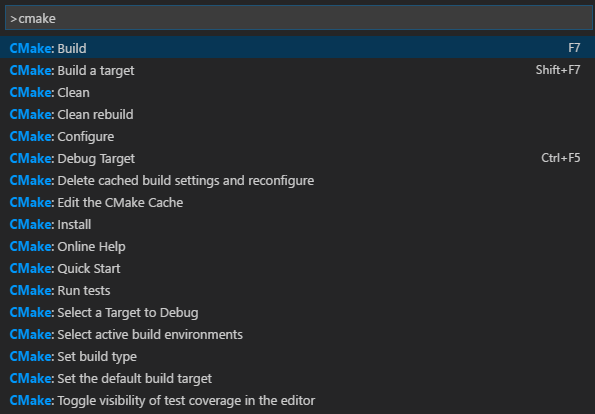 >cmake
CMake: Build F7
CMake: Build a target Shift+F7
CMake: Clean
CMake: Clean rebuild
CMake: Configure
CMake: Debug Target Ctrl+F5
CMake: Delete cached build settings and reconfigure
CMake: Edit the CMake Cache
CMake: Install
CMake: Online Help
CMake: Quick Start
CMake: Run tests
CMake: Select a Target to Debug
CMake: Select active build environments
CMake: Set build type
CMake: Set the default build target
CMake: Toggle visibility of test coverage in the editor